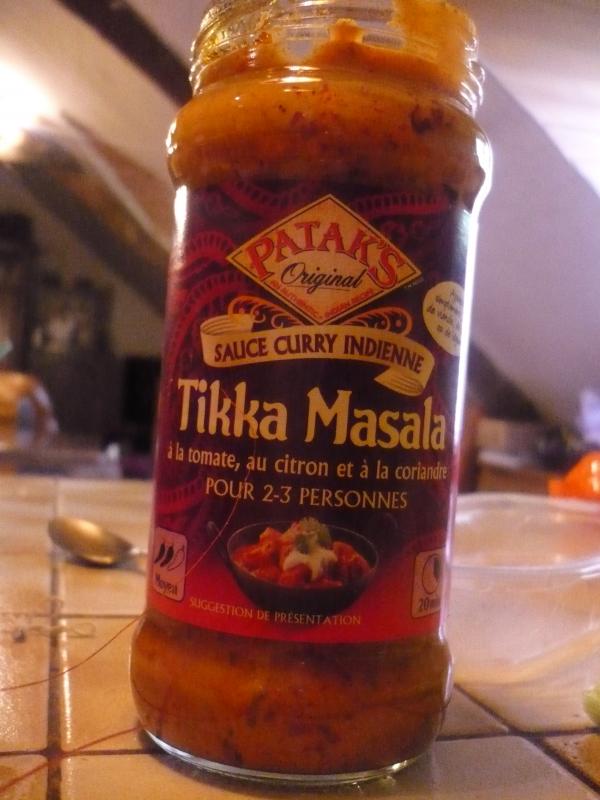 PATAK'S
Original
SAUCE CURRY INDIENNE
Tikka Masala
à la tomate, au citron et à la coriandre
POUR 2-3 PERSONNES
Moyen
20
SUGGESTION DE PRÉSENTATION